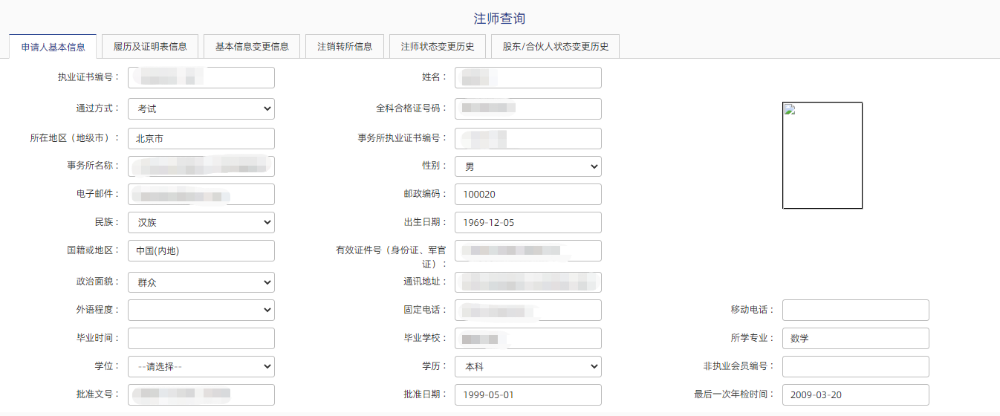 注师查询
申请人基本信息 履历及证明表信息 基本信息变更信息 注销转所信息 注师状态变更历史 股东/合伙人状态变更历史
执业证书编号： 姓名：
通过方式： 考试 全科合格证号码：
所在地区（地级市）： 北京市 事务所执业证书编号：
事务所名称： 性别： 男
电子邮件： 邮政编码： 100020
民族： 汉族 出生日期： 1969-12-05
国籍或地区： 中国(内地) 有效证件号（身份证、军官
证）：
政治面貌： 群众 通讯地址：
外语程度： 固定电话： 移动电话：
毕业时间： 毕业学校： 所学专业： 数学
学位： --请选择-- 学历： 本科 非执业会员编号：
批准文号： 批准日期： 1999-05-01 最后一次年检时间： 2009-03-20